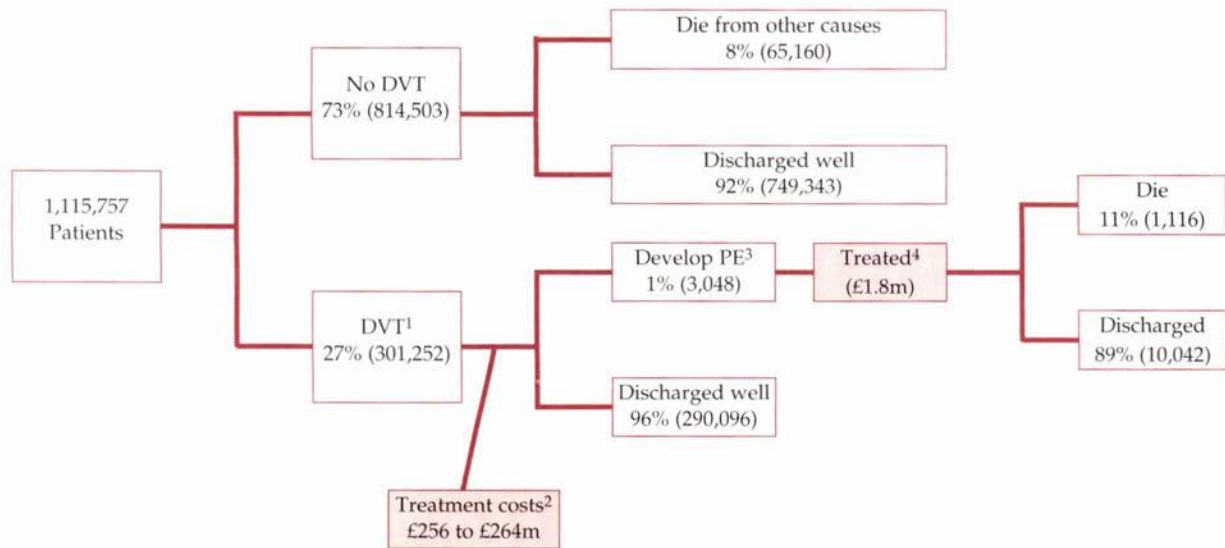 1,115,757
Patients
No DVT
73% (814,503)
DVT¹
27% (301,252)
Treatment costs²
£256 to £264m
Die from other causes
8% (65,160)
Discharged well
92% (749,343)
Develop PE³
1% (3,048)
Discharged well
96% (290,096)
Treated⁴
(£1.8m)
Die
11% (1,116)
Discharged
89% (10,042)